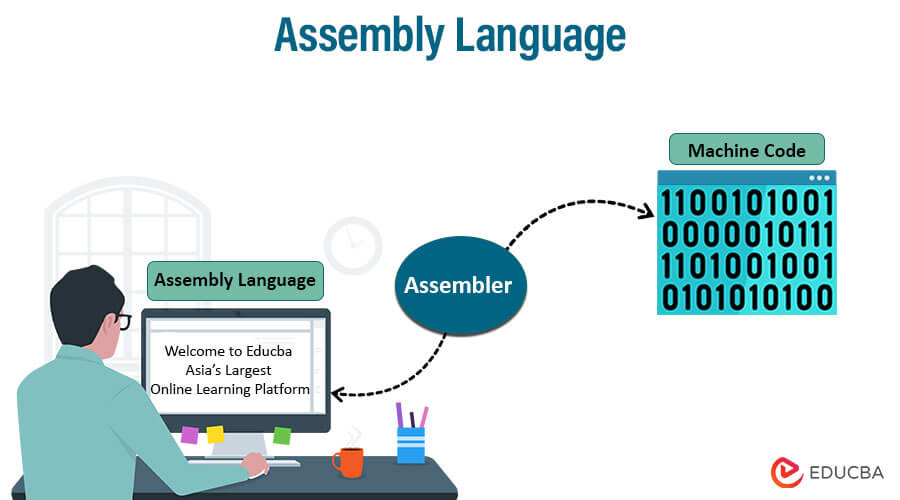 Assembly Language
Machine Code
1100101001
0000010111
1101001001
0101010100
Assembly Language
Assembler
Welcome to Educba
Asia's Largest
Online Learning Platform
EDUCBA